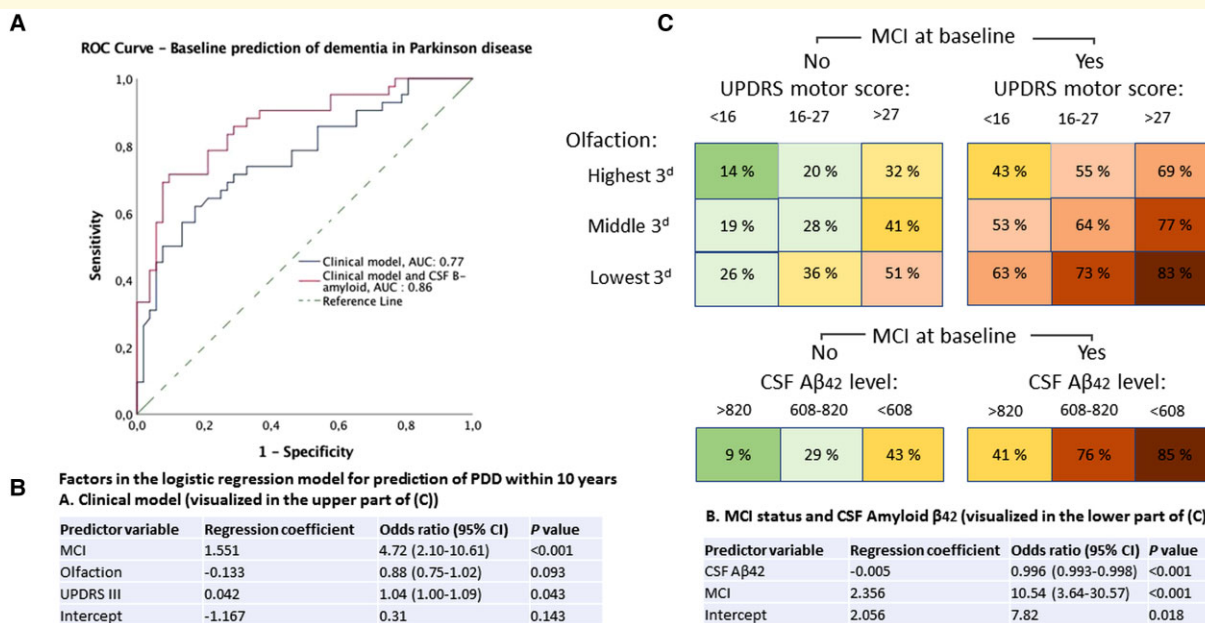 A
ROC Curve – Baseline prediction of dementia in Parkinson disease
1,0
0,8
0,6
0,4
0,2
0,0
0,0 0,2 0,4 0,6 0,8 1,0
Sensitivity
1 – Specificity
Clinical model, AUC: 0.77
Clinical model and CSF B-
amyloid, AUC : 0.86
Reference Line
B
Factors in the logistic regression model for prediction of PDD within 10 years
A. Clinical model (visualized in the upper part of (C))
Predictor variable Regression coefficient Odds ratio (95% CI) P value
MCI 1.551 4.72 (2.10-10.61) <0.001
Olfaction -0.133 0.88 (0.75-1.02) 0.093
UPDRS III 0.042 1.04 (1.00-1.09) 0.043
Intercept -1.167 0.31 0.143
C
MCI at baseline
No Yes
UPDRS motor score: UPDRS motor score:
<16 16-27 >27 <16 16-27 >27
Olfaction:
Highest 3ᵈ 14 % 20 % 32 % 43 % 55 % 69 %
Middle 3ᵈ 19 % 28 % 41 % 53 % 64 % 77 %
Lowest 3ᵈ 26 % 36 % 51 % 63 % 73 % 83 %
MCI at baseline
No Yes
CSF Aβ42 level: CSF Aβ42 level:
>820 608-820 <608 >820 608-820 <608
9 % 29 % 43 % 41 % 76 % 85 %
B. MCI status and CSF Amyloid β42 (visualized in the lower part of (C)
Predictor variable Regression coefficient Odds ratio (95% CI) P value
CSF Aβ42 -0.005 0.996 (0.993-0.998) <0.001
MCI 2.356 10.54 (3.64-30.57) <0.001
Intercept 2.056 7.82 0.018